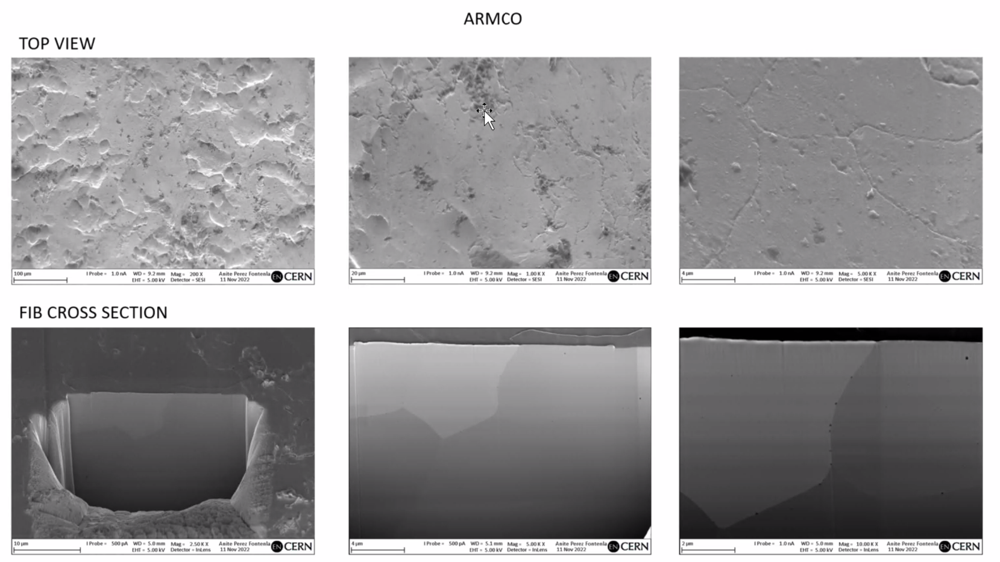 ARMCO
TOP VIEW
100 µm I Probe = 1.0 nA WD = 9.2 mm Mag = 200 X Anite Perez Fontenla
EHT = 5.00 kV Detector = SESI 11 Nov 2022 EN CERN
20 µm I Probe = 1.0 nA WD = 9.2 mm Mag = 1.00 K X Anite Perez Fontenla
EHT = 5.00 kV Detector = SESI 11 Nov 2022 EN CERN
4 µm I Probe = 1.0 nA WD = 9.2 mm Mag = 5.00 K X Anite Perez Fontenla
EHT = 5.00 kV Detector = SESI 11 Nov 2022 EN CERN
FIB CROSS SECTION
10 µm I Probe = 500 pA WD = 5.0 mm Mag = 2.50 K X Anite Perez Fontenla
EHT = 5.00 kV Detector = InLens 11 Nov 2022 EN CERN
4 µm I Probe = 500 pA WD = 5.1 mm Mag = 5.00 K X Anite Perez Fontenla
EHT = 5.00 kV Detector = InLens 11 Nov 2022 EN CERN
2 µm I Probe = 1.0 nA WD = 5.0 mm Mag = 10.00 K X Anite Perez Fontenla
EHT = 5.00 kV Detector = InLens 11 Nov 2022 EN CERN